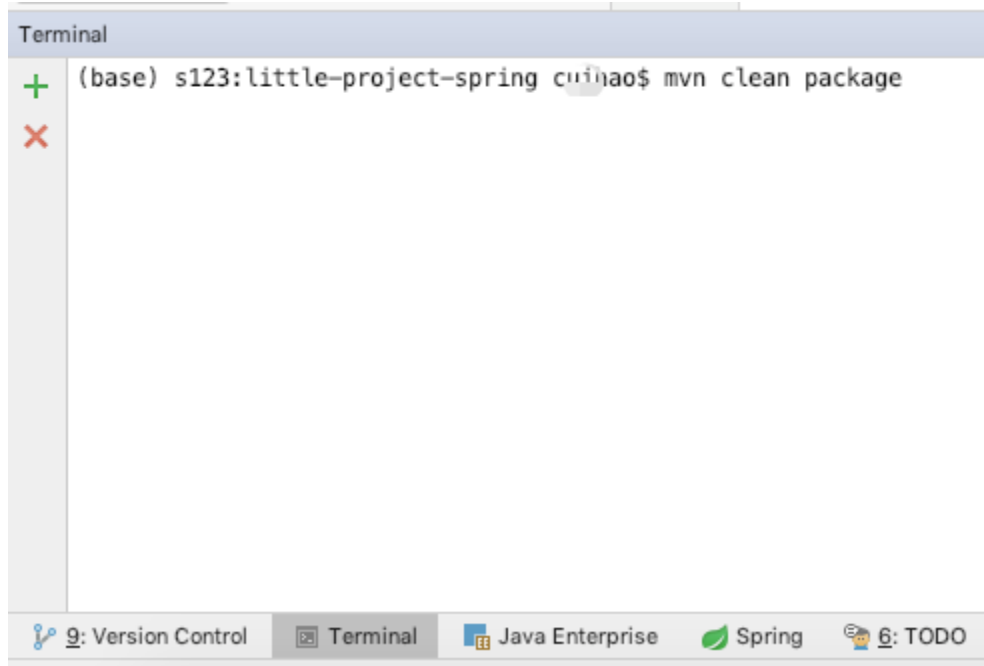 Terminal
(base) s123:little-project-spring $ mvn clean package
9: Version Control Terminal Java Enterprise Spring 6: TODO